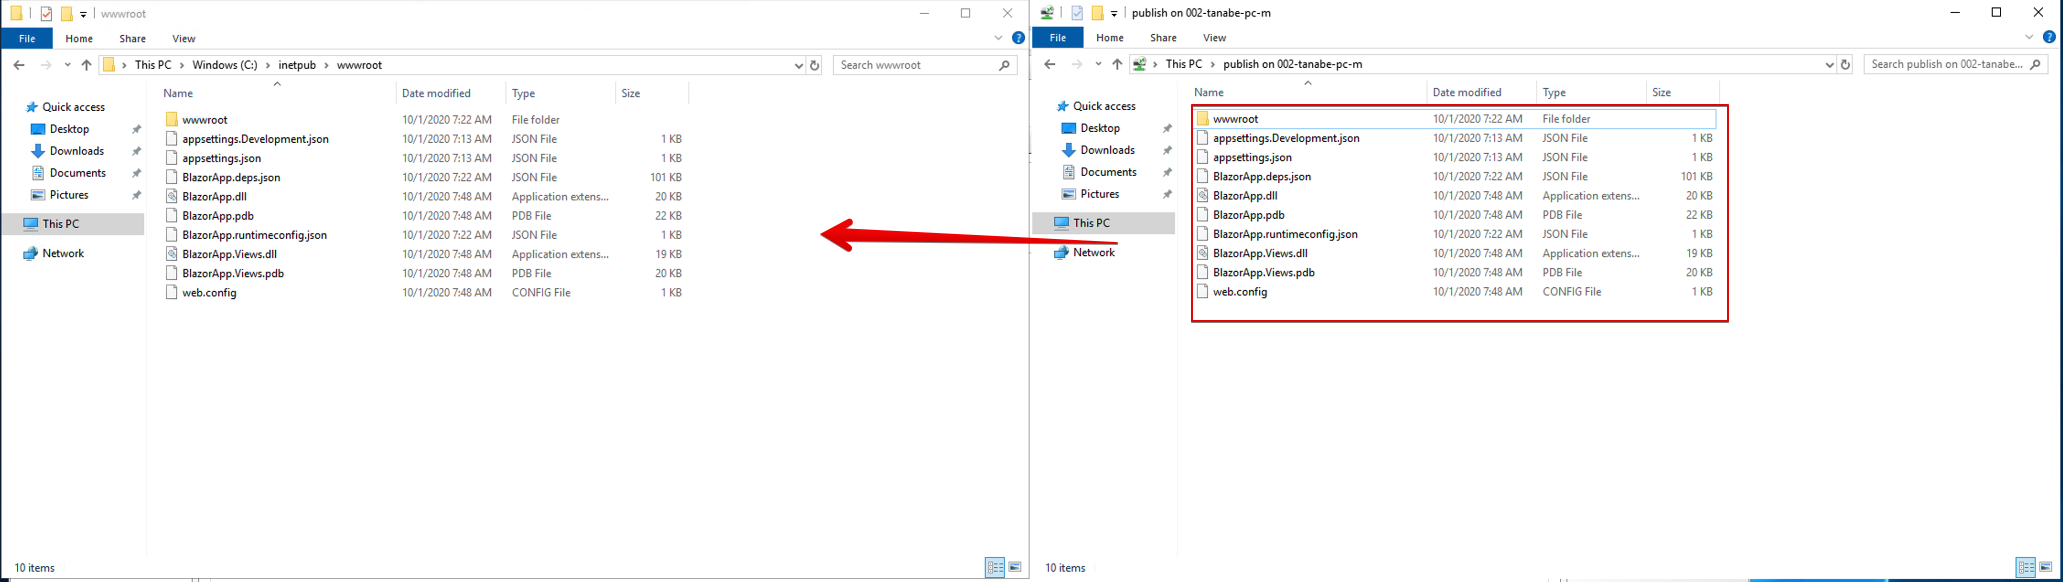 wwwroot
File Home Share View
This PC > Windows (C:) > inetpub > wwwroot
Search wwwroot
Quick access
Desktop
Downloads
Documents
Pictures
This PC
Network
Name Date modified Type Size
wwwroot 10/1/2020 7:22 AM File folder
appsettings.Development.json 10/1/2020 7:13 AM JSON File 1 KB
appsettings.json 10/1/2020 7:13 AM JSON File 1 KB
BlazorApp.deps.json 10/1/2020 7:22 AM JSON File 101 KB
BlazorApp.dll 10/1/2020 7:48 AM Application extens... 20 KB
BlazorApp.pdb 10/1/2020 7:48 AM PDB File 22 KB
BlazorApp.runtimeconfig.json 10/1/2020 7:22 AM JSON File 1 KB
BlazorApp.Views.dll 10/1/2020 7:48 AM Application extens... 19 KB
BlazorApp.Views.pdb 10/1/2020 7:48 AM PDB File 20 KB
web.config 10/1/2020 7:48 AM CONFIG File 1 KB
10 items
publish on 002-tanabe-pc-m
File Home Share View
This PC > publish on 002-tanabe-pc-m
Search publish on 002-tanabe...
Quick access
Desktop
Downloads
Documents
Pictures
This PC
Network
Name Date modified Type Size
wwwroot 10/1/2020 7:22 AM File folder
appsettings.Development.json 10/1/2020 7:13 AM JSON File 1 KB
appsettings.json 10/1/2020 7:13 AM JSON File 1 KB
BlazorApp.deps.json 10/1/2020 7:22 AM JSON File 101 KB
BlazorApp.dll 10/1/2020 7:48 AM Application extens... 20 KB
BlazorApp.pdb 10/1/2020 7:48 AM PDB File 22 KB
BlazorApp.runtimeconfig.json 10/1/2020 7:22 AM JSON File 1 KB
BlazorApp.Views.dll 10/1/2020 7:48 AM Application extens... 19 KB
BlazorApp.Views.pdb 10/1/2020 7:48 AM PDB File 20 KB
web.config 10/1/2020 7:48 AM CONFIG File 1 KB
10 items